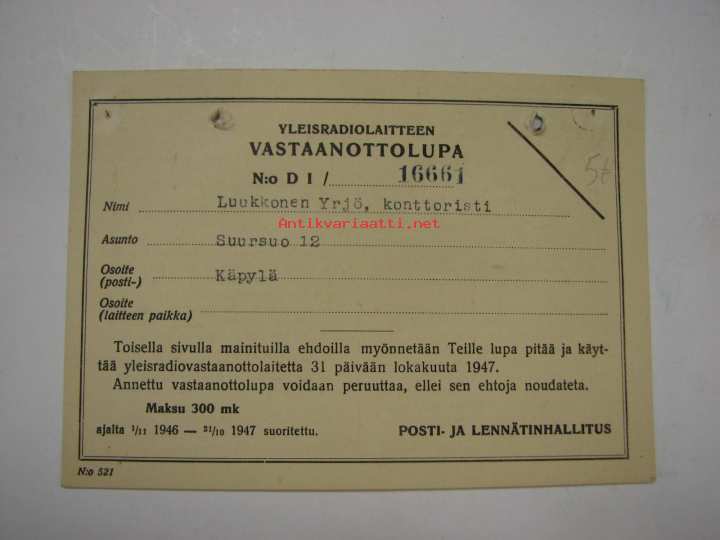 YLEISRADIOLAITTEEN
VASTAANOTTOLUPA
N:o D I / 16661
5t
Nimi Luukkonen Yrjö, konttoristi
Antikvariaatti.net
Asunto Suursuo 12
Osoite (posti-) Käpylä
Osoite (laitteen paikka)
Toisella sivulla mainituilla ehdoilla myönnetään Teille lupa pitää ja käyt-
tää yleisradiovastaanottolaitetta 31 päivään lokakuuta 1947.
Annettu vastaanottolupa voidaan peruuttaa, ellei sen ehtoja noudateta.
Maksu 300 mk
ajalta 1/11 1946 — 31/10 1947 suoritettu. POSTI- JA LENNÄTINHALLITUS
N:o 521